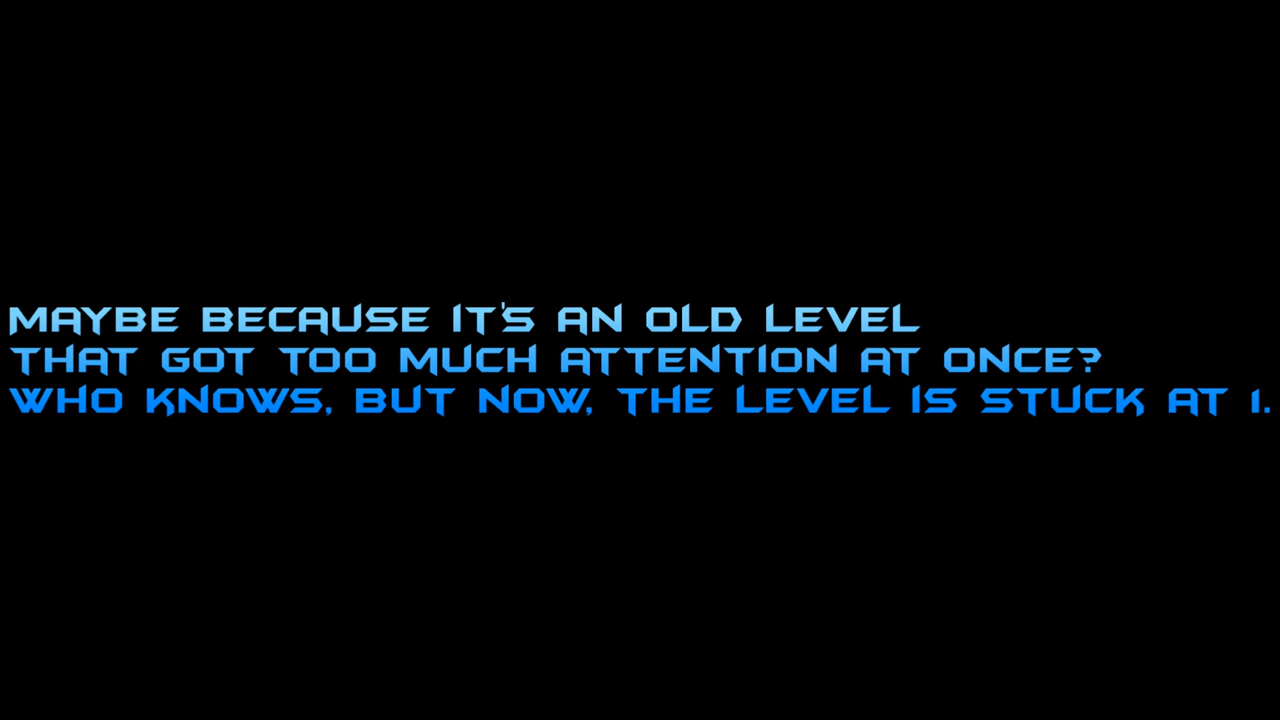 MAYBE BECAUSE IT'S AN OLD LEVEL
THAT GOT TOO MUCH ATTENTION AT ONCE?
WHO KNOWS, BUT NOW, THE LEVEL IS STUCK AT 1.